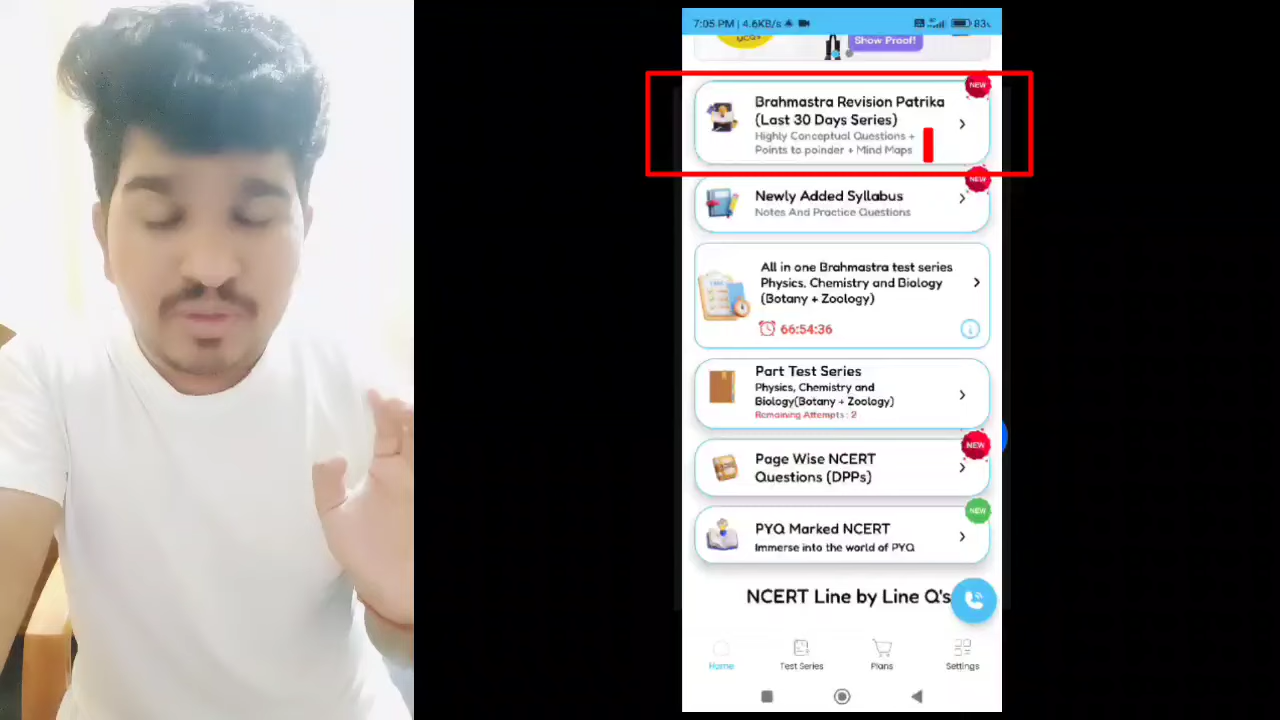 7:05 PM | 4.6KB/s
83
MCQs
Show Proof!
NEW
Brahmastra Revision Patrika
(Last 30 Days Series)
Highly Conceptual Questions +
Points to poinder + Mind Maps
NEW
Newly Added Syllabus
Notes And Practice Questions
All in one Brahmastra test series
Physics, Chemistry and Biology
(Botany + Zoology)
66:54:36
Part Test Series
Physics, Chemistry and
Biology(Botany + Zoology)
Remaining Attempts : 2
NEW
Page Wise NCERT
Questions (DPPs)
NEW
PYQ Marked NCERT
Immerse into the world of PYQ
NCERT Line by Line Q's
Home
Test Series
Plans
Settings